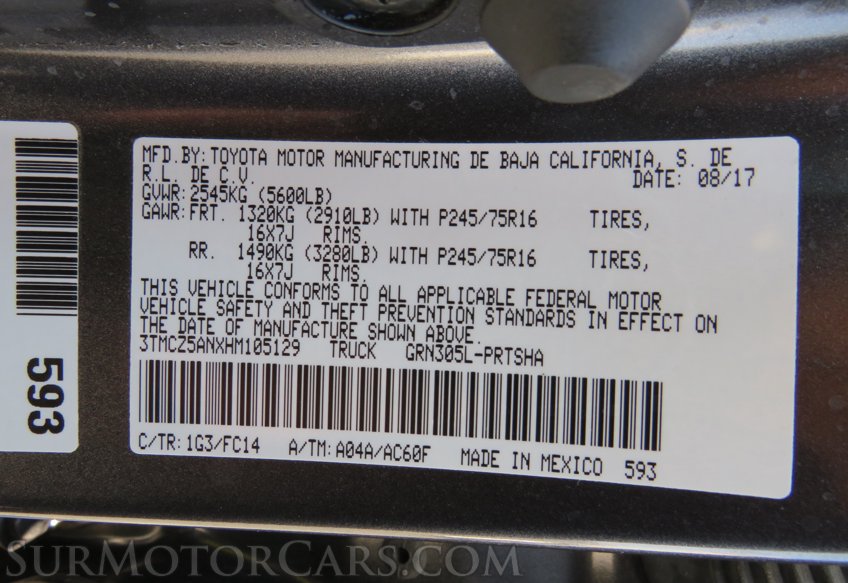 MFD.BY:TOYOTA MOTOR MANUFACTURING DE BAJA CALIFORNIA, S. DE
R.L. DE C.V. DATE: 08/17
GVWR:2545KG (5600LB)
GAWR:FRT. 1320KG (2910LB) WITH P245/75R16 TIRES,
16X7J RIMS.
RR. 1490KG (3280LB) WITH P245/75R16 TIRES,
16X7J RIMS.
THIS VEHICLE CONFORMS TO ALL APPLICABLE FEDERAL MOTOR
VEHICLE SAFETY AND THEFT PREVENTION STANDARDS IN EFFECT ON
THE DATE OF MANUFACTURE SHOWN ABOVE.
3TMCZ5ANXHM105129 TRUCK GRN305L-PRTSHA
C/TR:1G3/FC14 A/TM:A04A/AC60F MADE IN MEXICO 593
593
SURMOTORCARS.COM